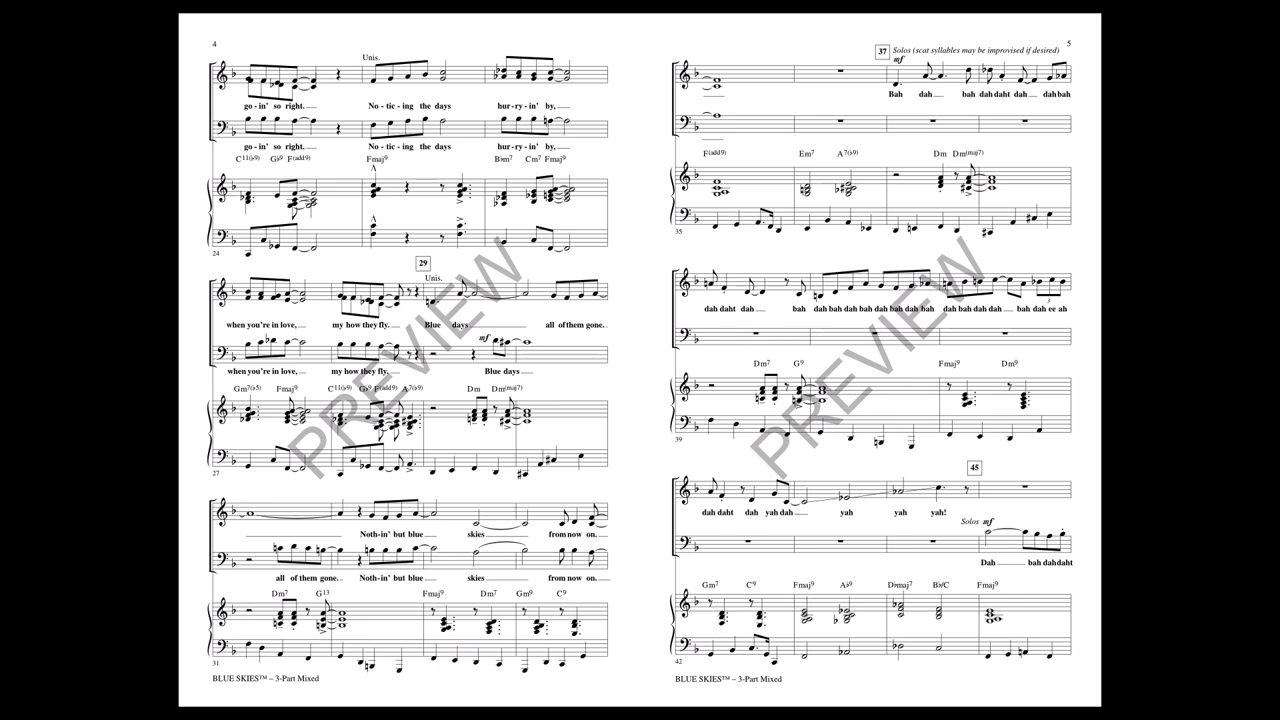 4
Unis.
go - in' so right. No - tic - ing the days hur - ry - in' by,
go - in' so right. No - tic - ing the days hur - ry - in' by,
C11(♭9) G♭9 F(add9) Fmaj9 B♭m7 Cm7 Fmaj9
24
29
Unis.
when you're in love, my how they fly. Blue days all of them gone.
mf
when you're in love, my how they fly. Blue days
Gm7(♭5) Fmaj9 C11(♭9) G♭9 F(add9) A7(♭9) Dm Dm(maj7)
27
Noth - in' but blue skies from now on.
all of them gone. Noth - in' but blue skies from now on.
Dm7 G13 Fmaj9 Dm7 Gm9 C9
31
BLUE SKIES™ – 3-Part Mixed
5
37 Solos (scat syllables may be improvised if desired)
mf
Bah dah bah dah daht dah dah bah
F(add9) Em7 A7(♭9) Dm Dm(maj7)
35
dah daht dah bah dah bah dah bah dah bah dah bah dah bah dah dah bah dah ee ah
Dm7 G9 Fmaj9 Dm9
3
39
45
dah daht dah yah dah yah yah yah!
Solos mf
Dah bah dah daht
Gm7 C9 Fmaj9 A♭9 D♭maj7 B♭/C Fmaj9
42
BLUE SKIES™ – 3-Part Mixed
PREVIEW
PREVIEW